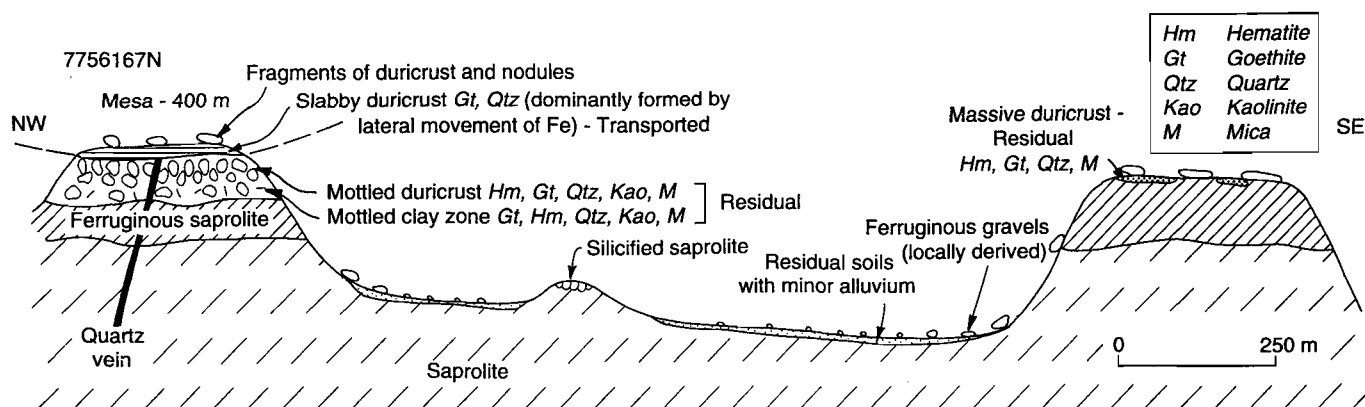 7756167N
Mesa - 400 m
NW
Fragments of duricrust and nodules
Slabby duricrust Gt, Qtz (dominantly formed by
lateral movement of Fe) - Transported
Mottled duricrust Hm, Gt, Qtz, Kao, M
Mottled clay zone Gt, Hm, Qtz, Kao, M
Residual
Ferruginous saprolite
Quartz
vein
Saprolite
Silicified saprolite
Residual soils
with minor alluvium
Ferruginous gravels
(locally derived)
Massive duricrust -
Residual
Hm, Gt, Qtz, M
Hm Hematite
Gt Goethite
Qtz Quartz
Kao Kaolinite
M Mica
SE
0 250 m